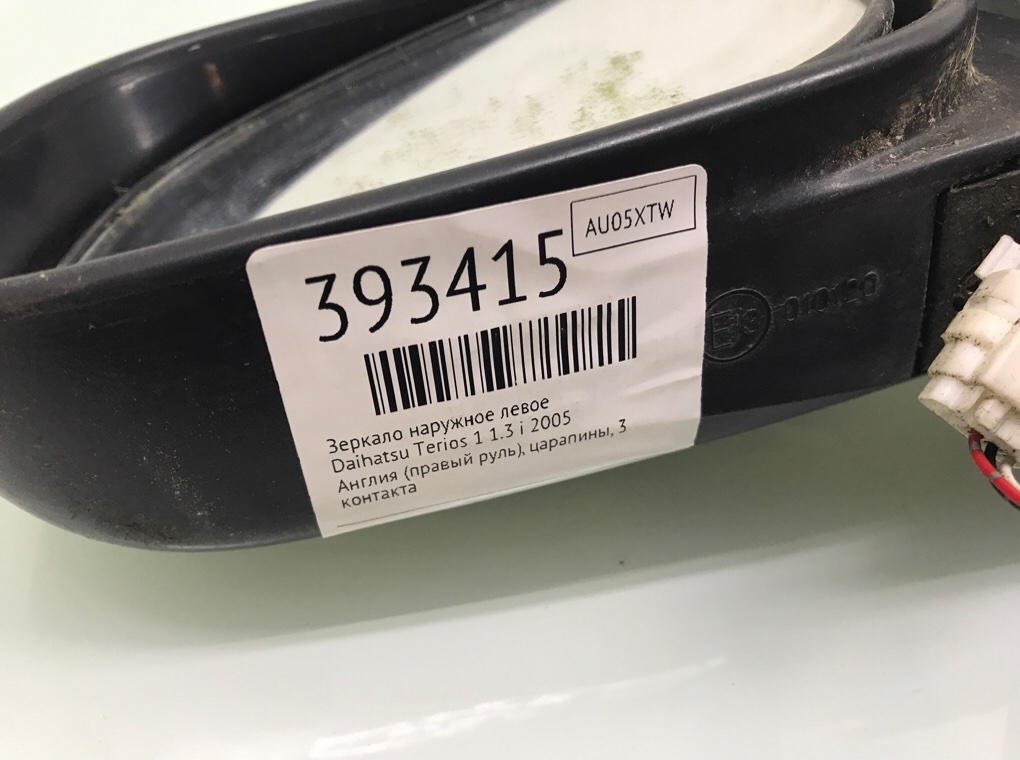 AU05XTW
393415
Зеркало наружное левое
Daihatsu Terios 1 1.3 i 2005
Англия (правый руль), царапины, 3
контакта